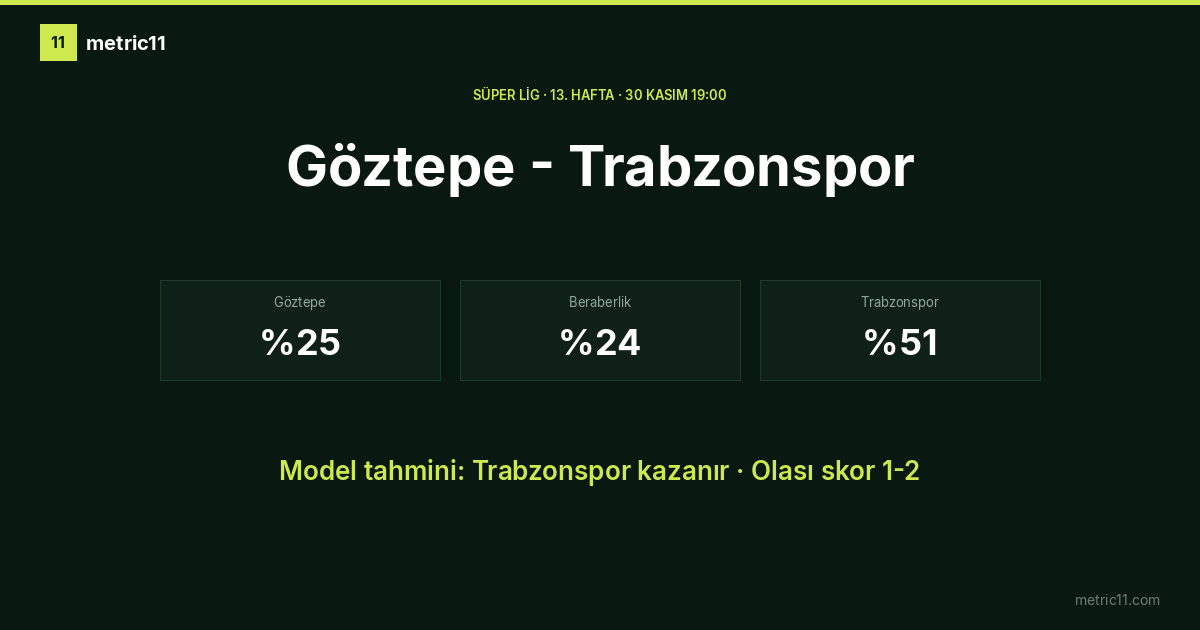 11 metric11
SÜPER LİG · 13. HAFTA · 30 KASIM 19:00
Göztepe - Trabzonspor
Göztepe
%25
Beraberlik
%24
Trabzonspor
%51
Model tahmini: Trabzonspor kazanır · Olası skor 1-2
metric11.com